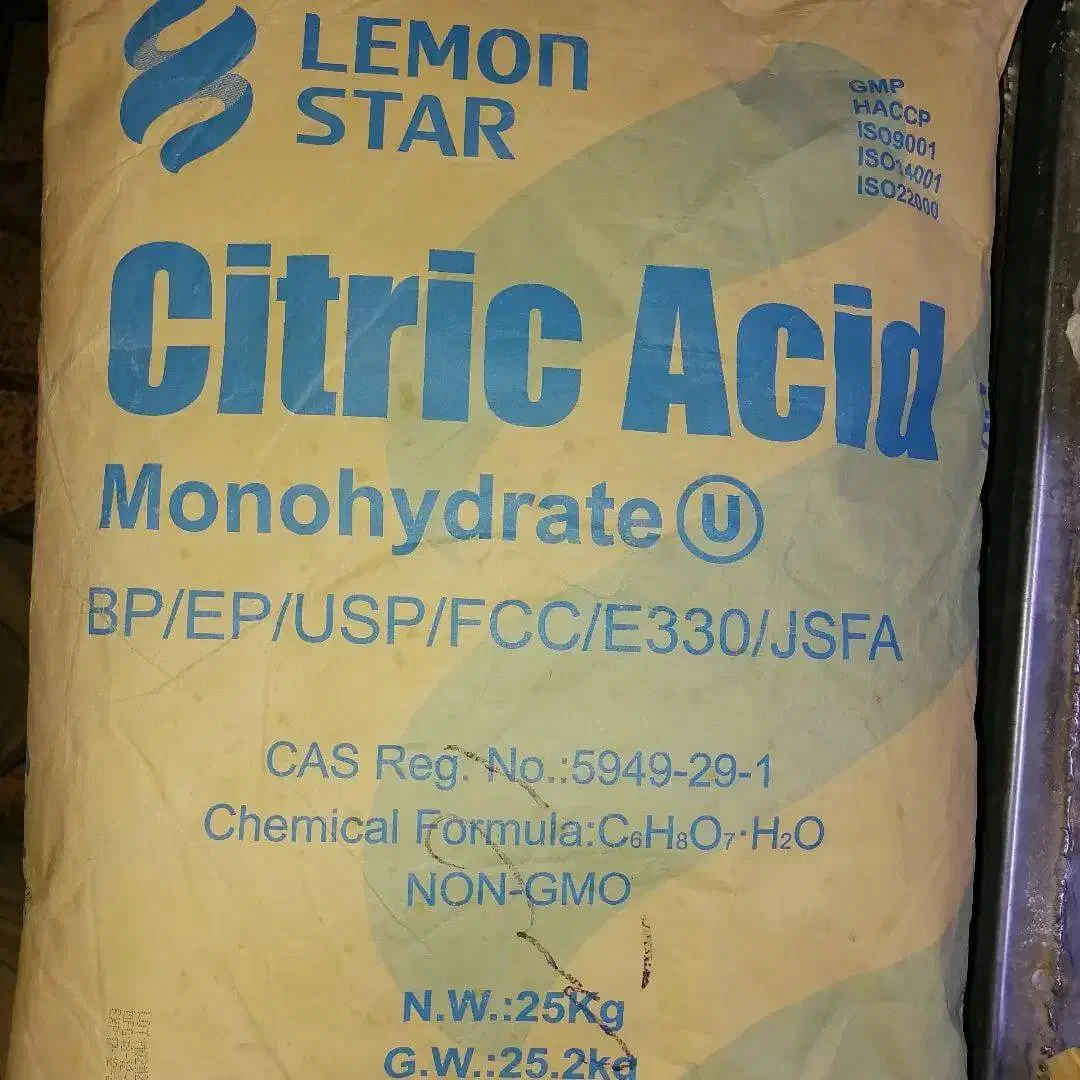 LEMON
STAR
GMP
HACCP
ISO9001
ISO14001
ISO22000
Citric Acid
Monohydrate Ⓤ
BP/EP/USP/FCC/E330/JSFA
CAS Reg. No.:5949-29-1
Chemical Formula:C₆H₈O₇·H₂O
NON-GMO
N.W.:25Kg
G.W.:25.2kg